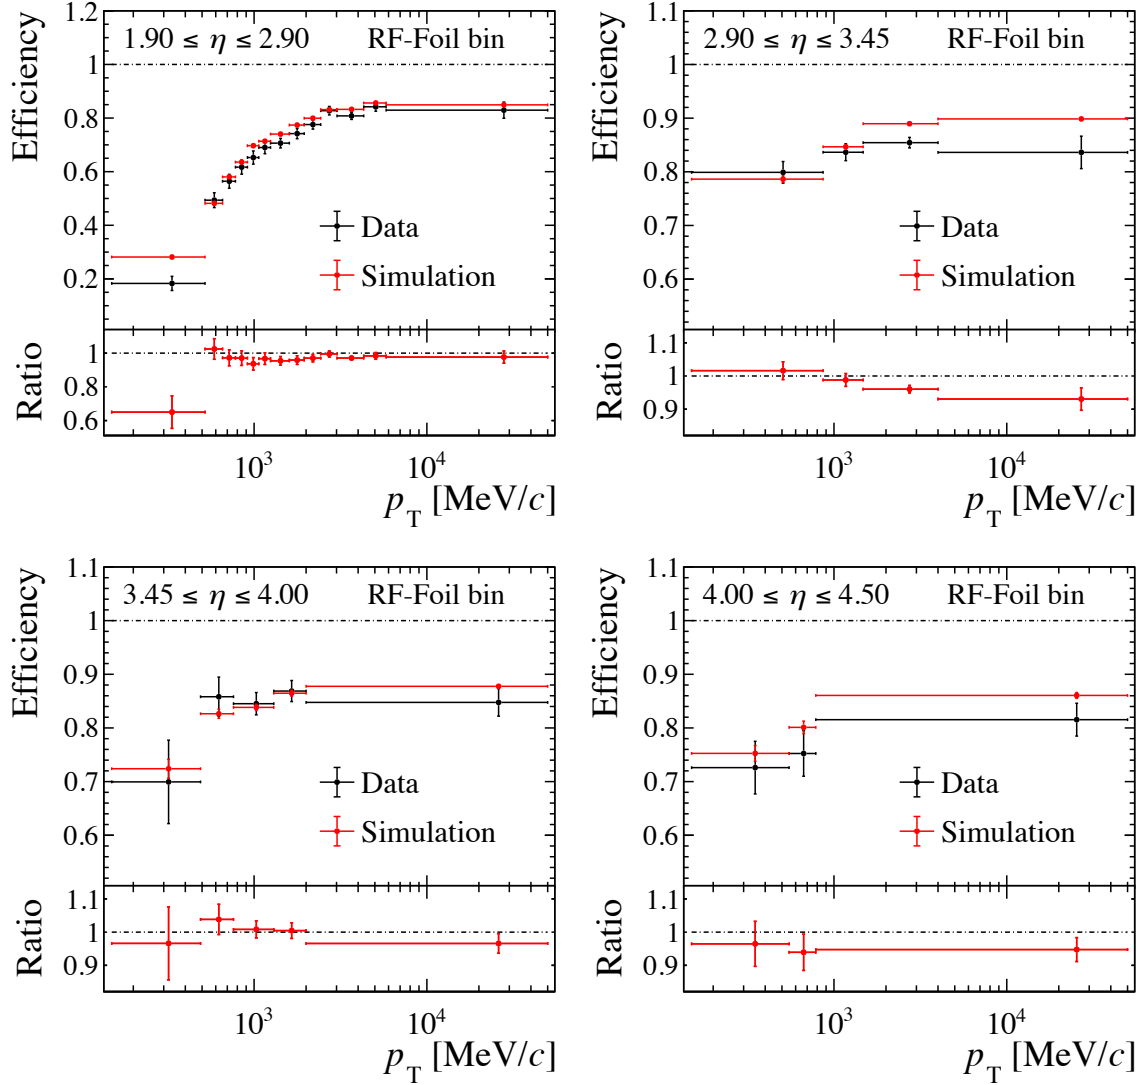 1.2
1.90 ≤ η ≤ 2.90 RF-Foil bin
1
Efficiency
0.8
0.6
0.4
0.2
Data
Simulation
Ratio
1
0.8
0.6
10³ 10⁴
p_T [MeV/c]
1.1
2.90 ≤ η ≤ 3.45 RF-Foil bin
1
Efficiency
0.9
0.8
0.7
0.6
Data
Simulation
Ratio
1.1
1
0.9
10³ 10⁴
p_T [MeV/c]
1.1
3.45 ≤ η ≤ 4.00 RF-Foil bin
1
Efficiency
0.9
0.8
0.7
0.6
Data
Simulation
Ratio
1.1
1
0.9
10³ 10⁴
p_T [MeV/c]
1.1
4.00 ≤ η ≤ 4.50 RF-Foil bin
1
Efficiency
0.9
0.8
0.7
0.6
Data
Simulation
Ratio
1.1
1
0.9
10³ 10⁴
p_T [MeV/c]